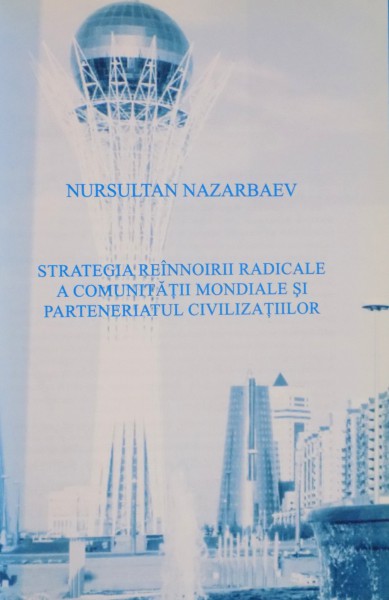 NURSULTAN NAZARBAEV
STRATEGIA REÎNNOIRII RADICALE
A COMUNITĂȚII MONDIALE ȘI
PARTENERIATUL CIVILIZAȚIILOR